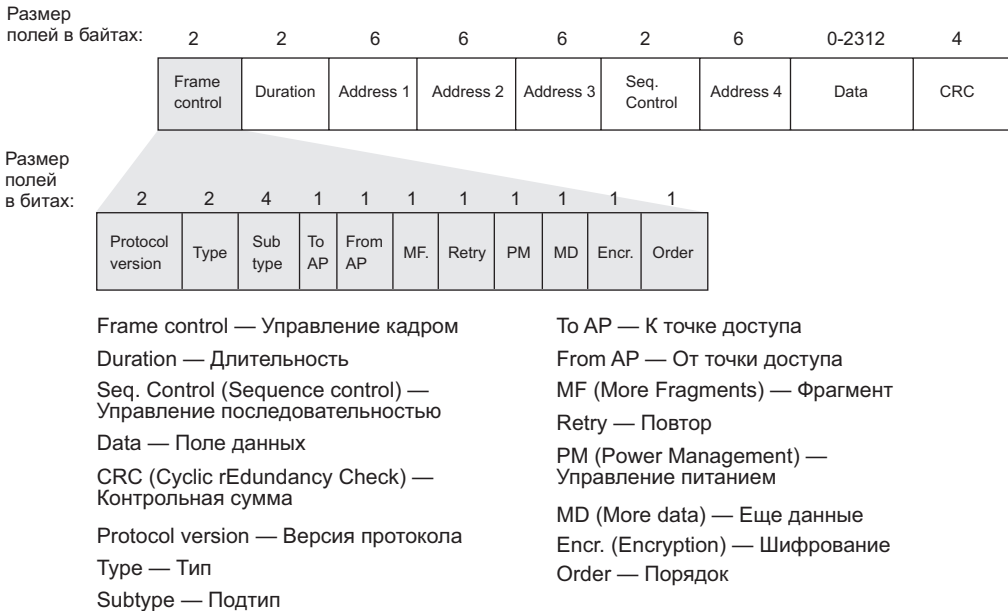 Размер
полей в байтах:
2 2 6 6 6 2 6 0-2312 4
Frame control
Duration
Address 1
Address 2
Address 3
Seq. Control
Address 4
Data
CRC
Размер
полей
в битах:
2 2 4 1 1 1 1 1 1 1 1
Protocol version
Type
Sub type
To AP
From AP
MF.
Retry
PM
MD
Encr.
Order
Frame control — Управление кадром
Duration — Длительность
Seq. Control (Sequence control) —
Управление последовательностью
Data — Поле данных
CRC (Cyclic rEdundancy Check) —
Контрольная сумма
Protocol version — Версия протокола
Type — Тип
Subtype — Подтип
To AP — К точке доступа
From AP — От точки доступа
MF (More Fragments) — Фрагмент
Retry — Повтор
PM (Power Management) —
Управление питанием
MD (More data) — Еще данные
Encr. (Encryption) — Шифрование
Order — Порядок